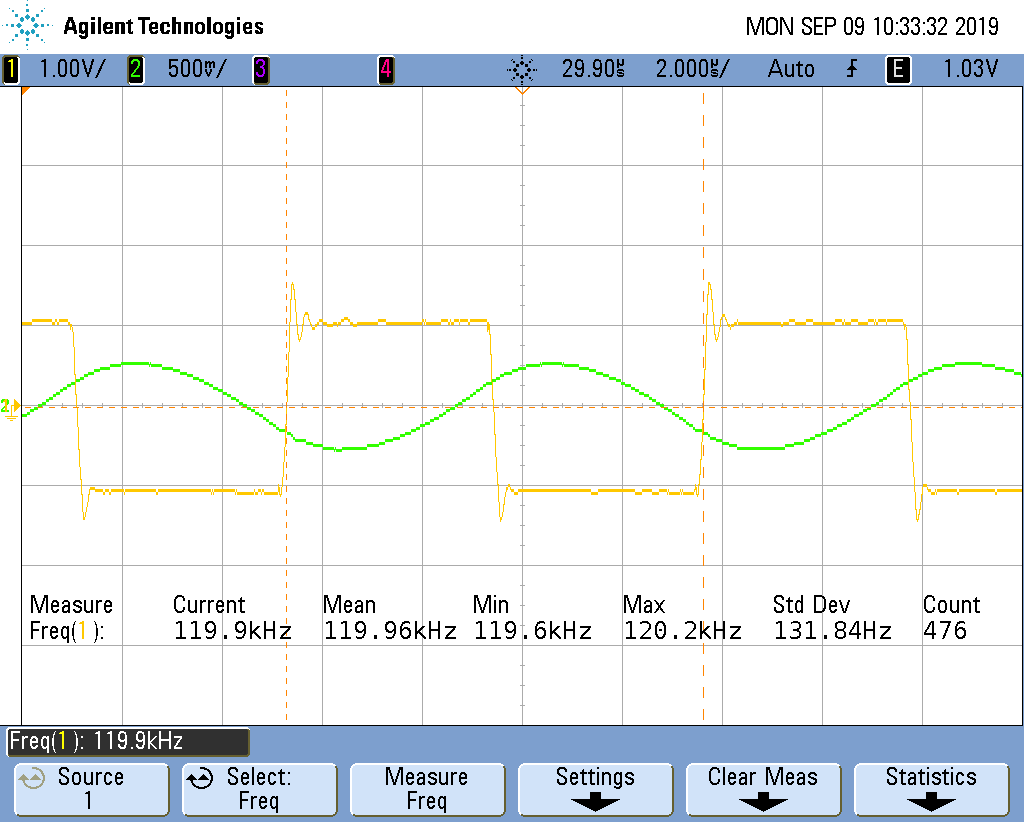 Agilent Technologies MON SEP 09 10:33:32 2019
1 1.00V/ 2 500mV/ 3 4 29.90µs 2.000µs/ Auto E 1.03V
2
Measure Current Mean Min Max Std Dev Count
Freq(1): 119.9kHz 119.96kHz 119.6kHz 120.2kHz 131.84Hz 476
Freq(1): 119.9kHz
Source Select: Measure Settings Clear Meas Statistics
1 Freq Freq